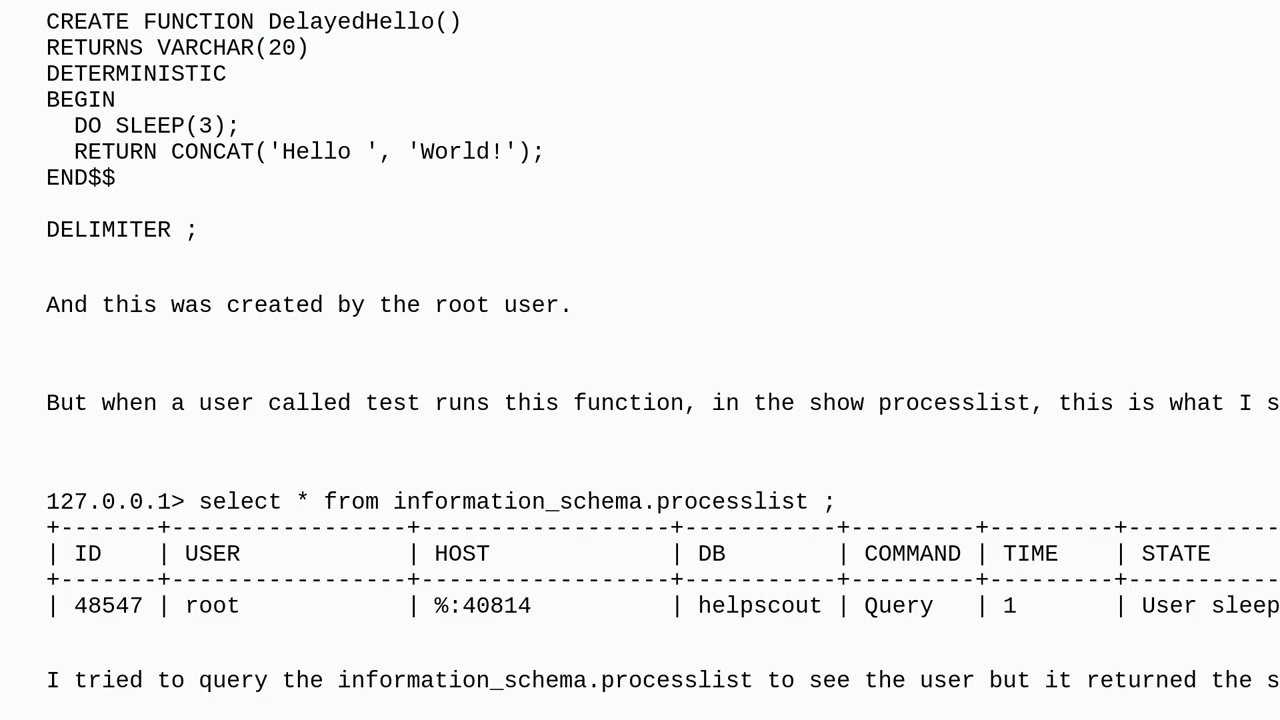 CREATE FUNCTION DelayedHello()
RETURNS VARCHAR(20)
DETERMINISTIC
BEGIN
  DO SLEEP(3);
  RETURN CONCAT('Hello ', 'World!');
END$$
DELIMITER ;
And this was created by the root user.
But when a user called test runs this function, in the show processlist, this is what I s
127.0.0.1> select * from information_schema.processlist ;
+-------+-----------------+------------------+-----------+---------+---------+-----------
| ID    | USER            | HOST             | DB        | COMMAND | TIME    | STATE
+-------+-----------------+------------------+-----------+---------+---------+-----------
| 48547 | root            | %:40814          | helpscout | Query   | 1       | User sleep
I tried to query the information_schema.processlist to see the user but it returned the s